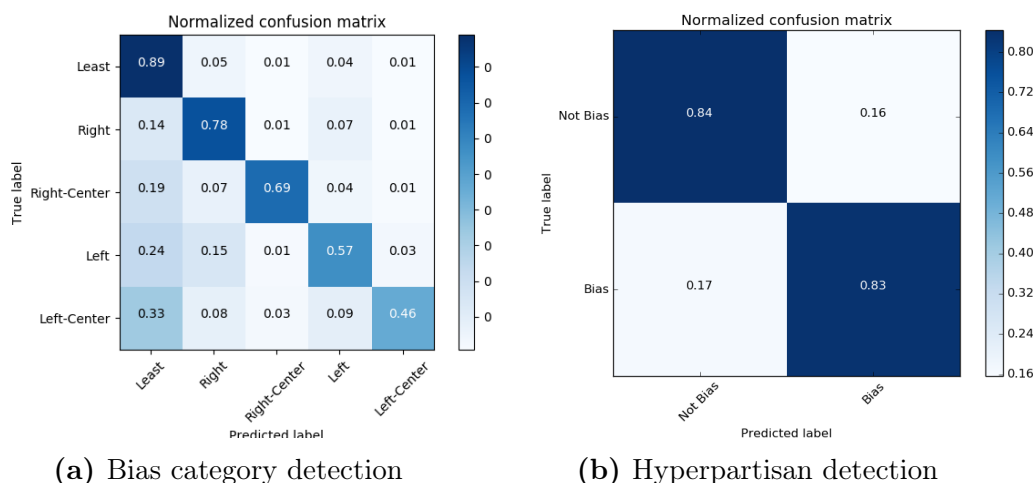 Normalized confusion matrix
Least 0.89 0.05 0.01 0.04 0.01
Right 0.14 0.78 0.01 0.07 0.01
Right-Center 0.19 0.07 0.69 0.04 0.01
Left 0.24 0.15 0.01 0.57 0.03
Left-Center 0.33 0.08 0.03 0.09 0.46
True label
Least Right Right-Center Left Left-Center
Predicted label
0
0
0
0
0
0
0
0
(a) Bias category detection
Normalized confusion matrix
Not Bias 0.84 0.16
Bias 0.17 0.83
True label
Not Bias Bias
Predicted label
0.80
0.72
0.64
0.56
0.48
0.40
0.32
0.24
0.16
(b) Hyperpartisan detection